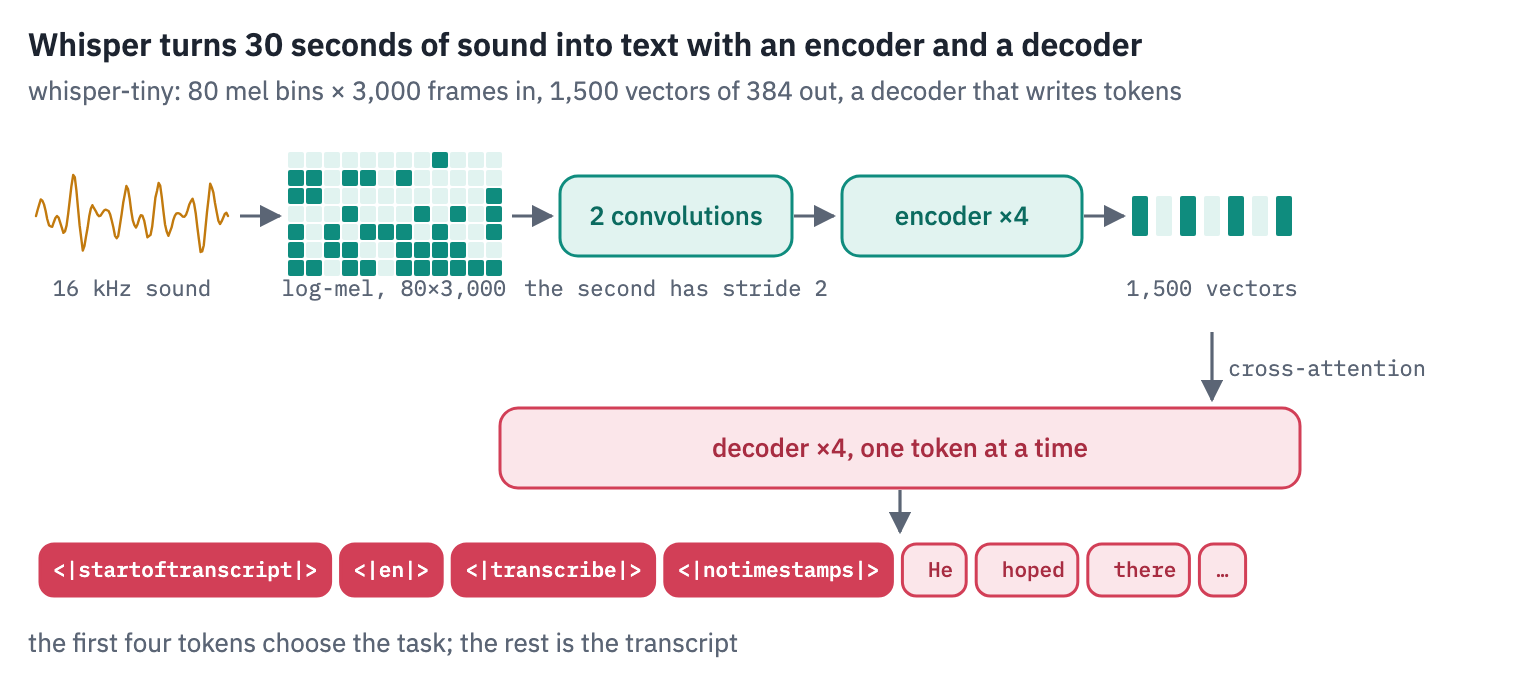 Whisper turns 30 seconds of sound into text with an encoder and a decoder
whisper-tiny: 80 mel bins × 3,000 frames in, 1,500 vectors of 384 out, a decoder that writes tokens
2 convolutions
encoder ×4
16 kHz sound
log-mel, 80×3,000
the second has stride 2
1,500 vectors
cross-attention
decoder ×4, one token at a time
<|startoftranscript|> <|en|> <|transcribe|> <|notimestamps|> He hoped there …
the first four tokens choose the task; the rest is the transcript